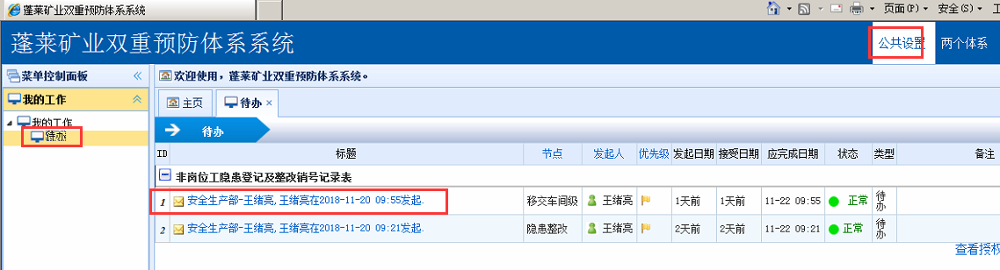 蓬莱矿业双重预防体系系统
页面(P) 安全(S)
蓬莱矿业双重预防体系系统
公共设置 两个体系
菜单控制面板
欢迎使用，蓬莱矿业双重预防体系系统。
我的工作
主页 待办
我的工作
待办
待办
ID 标题 节点 发起人 优先级 发起日期 接受日期 应完成日期 状态 类型 备注
非岗位工隐患登记及整改销号记录表
1 安全生产部-王绪亮, 王绪亮在2018-11-20 09:55发起. 移交车间级 王绪亮 1天前 1天前 11-22 09:55 正常 待办
2 安全生产部-王绪亮, 王绪亮在2018-11-20 09:21发起. 隐患整改 王绪亮 2天前 2天前 11-22 09:21 正常 待办
查看授权